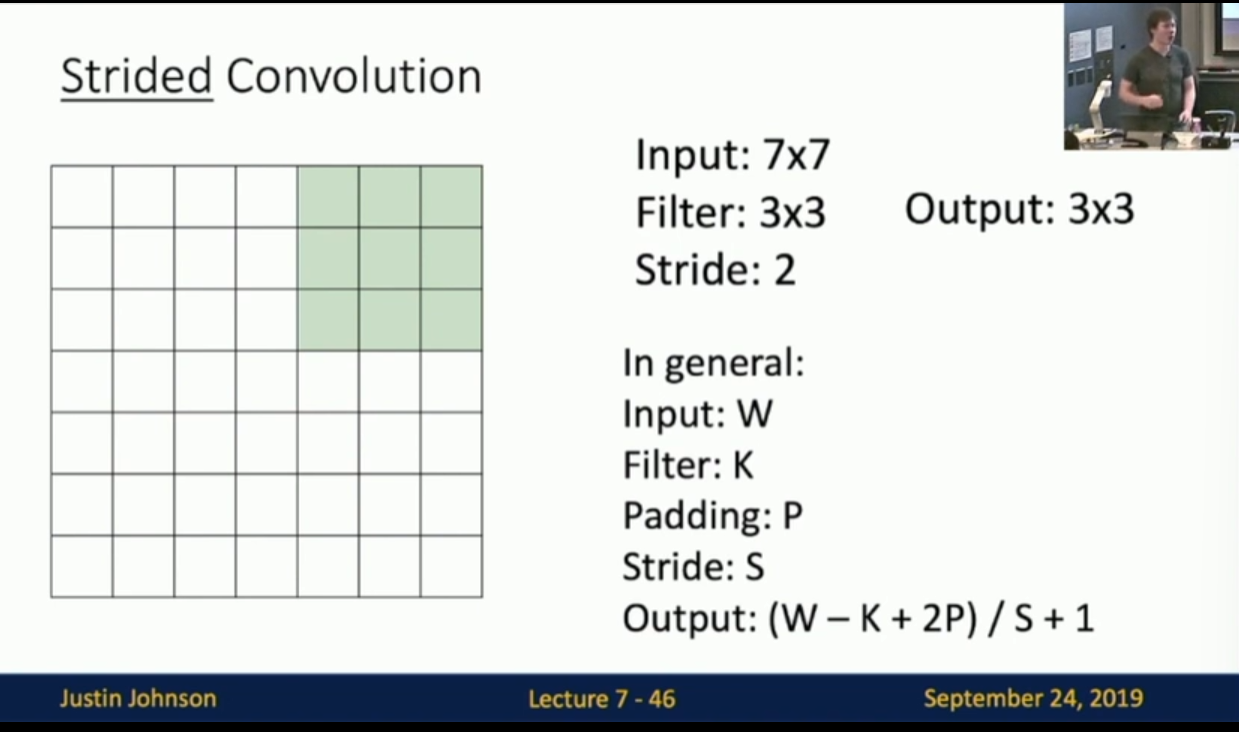 Strided Convolution
Input: 7x7
Filter: 3x3
Output: 3x3
Stride: 2
In general:
Input: W
Filter: K
Padding: P
Stride: S
Output: (W – K + 2P) / S + 1
Justin Johnson
Lecture 7 - 46
September 24, 2019